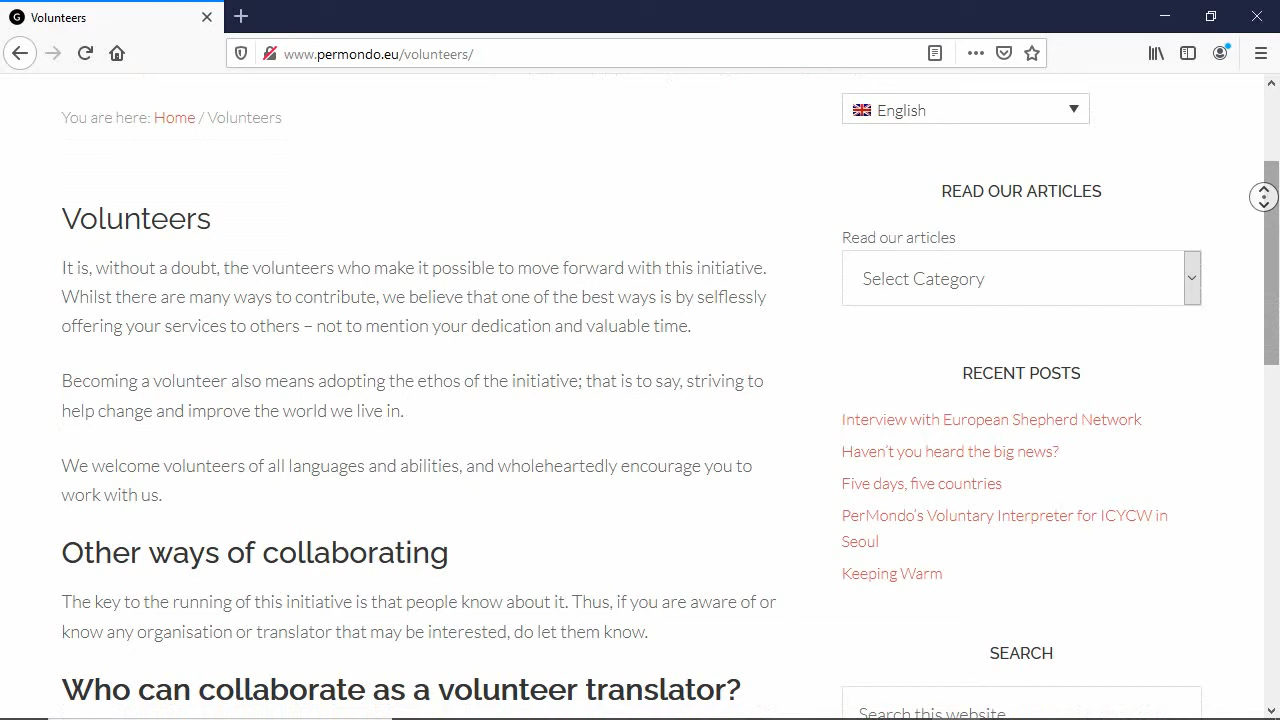 Volunteers
www.permondo.eu/volunteers/
You are here: Home / Volunteers
English
Volunteers
It is, without a doubt, the volunteers who make it possible to move forward with this initiative.
Whilst there are many ways to contribute, we believe that one of the best ways is by selflessly
offering your services to others – not to mention your dedication and valuable time.
Becoming a volunteer also means adopting the ethos of the initiative; that is to say, striving to
help change and improve the world we live in.
We welcome volunteers of all languages and abilities, and wholeheartedly encourage you to
work with us.
Other ways of collaborating
The key to the running of this initiative is that people know about it. Thus, if you are aware of or
know any organisation or translator that may be interested, do let them know.
Who can collaborate as a volunteer translator?
READ OUR ARTICLES
Read our articles
Select Category
RECENT POSTS
Interview with European Shepherd Network
Haven't you heard the big news?
Five days, five countries
PerMondo's Voluntary Interpreter for ICYCW in
Seoul
Keeping Warm
SEARCH
Search this website